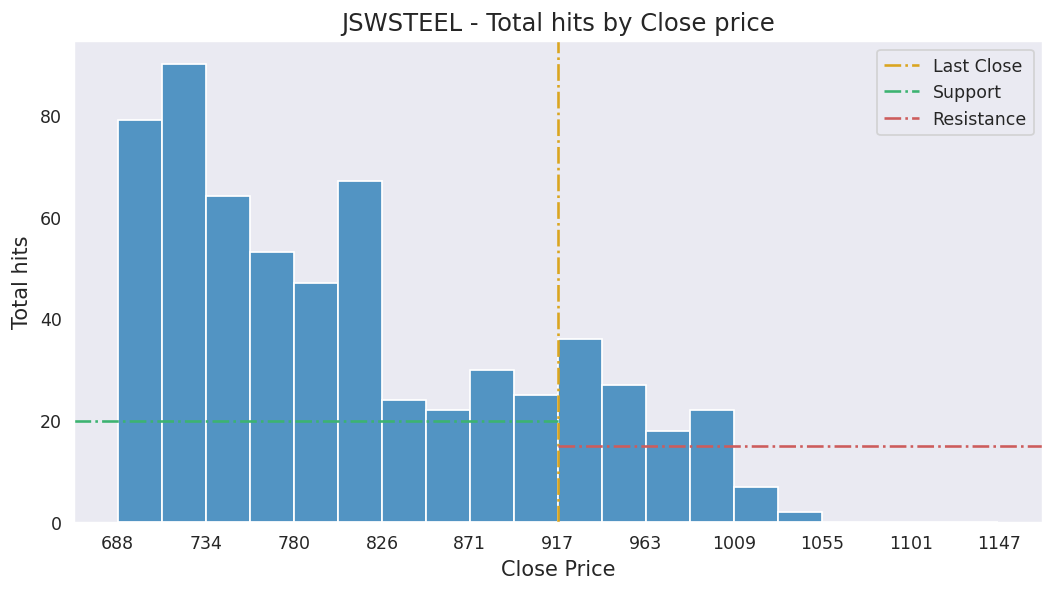 JSWSTEEL - Total hits by Close price
Last Close
Support
Resistance
Total hits
80
60
40
20
0
688 734 780 826 871 917 963 1009 1055 1101 1147
Close Price